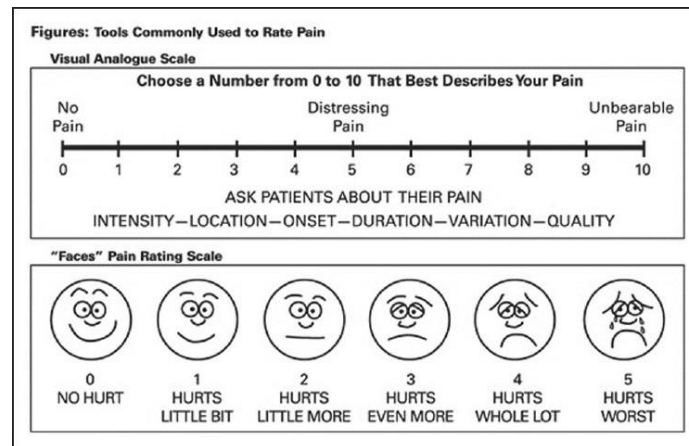 Figures: Tools Commonly Used to Rate Pain
Visual Analogue Scale
Choose a Number from 0 to 10 That Best Describes Your Pain
No Pain
Distressing Pain
Unbearable Pain
0 1 2 3 4 5 6 7 8 9 10
ASK PATIENTS ABOUT THEIR PAIN
INTENSITY—LOCATION—ONSET—DURATION—VARIATION—QUALITY
"Faces" Pain Rating Scale
0
NO HURT
1
HURTS
LITTLE BIT
2
HURTS
LITTLE MORE
3
HURTS
EVEN MORE
4
HURTS
WHOLE LOT
5
HURTS
WORST